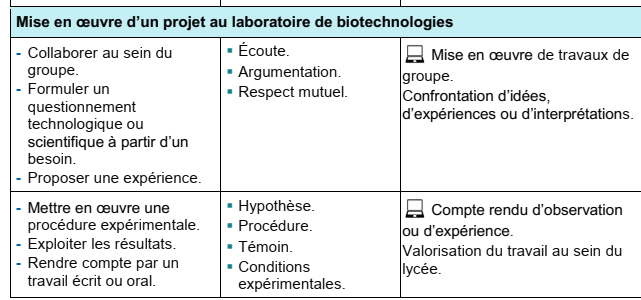 Mise en œuvre d’un projet au laboratoire de biotechnologies
- Collaborer au sein du
groupe.
- Formuler un
questionnement
technologique ou
scientifique à partir d’un
besoin.
- Proposer une expérience.
▪ Écoute.
▪ Argumentation.
▪ Respect mutuel.
Mise en œuvre de travaux de
groupe.
Confrontation d’idées,
d’expériences ou d’interprétations.
- Mettre en œuvre une
procédure expérimentale.
- Exploiter les résultats.
- Rendre compte par un
travail écrit ou oral.
▪ Hypothèse.
▪ Procédure.
▪ Témoin.
▪ Conditions
expérimentales.
Compte rendu d’observation
ou d’expérience.
Valorisation du travail au sein du
lycée.